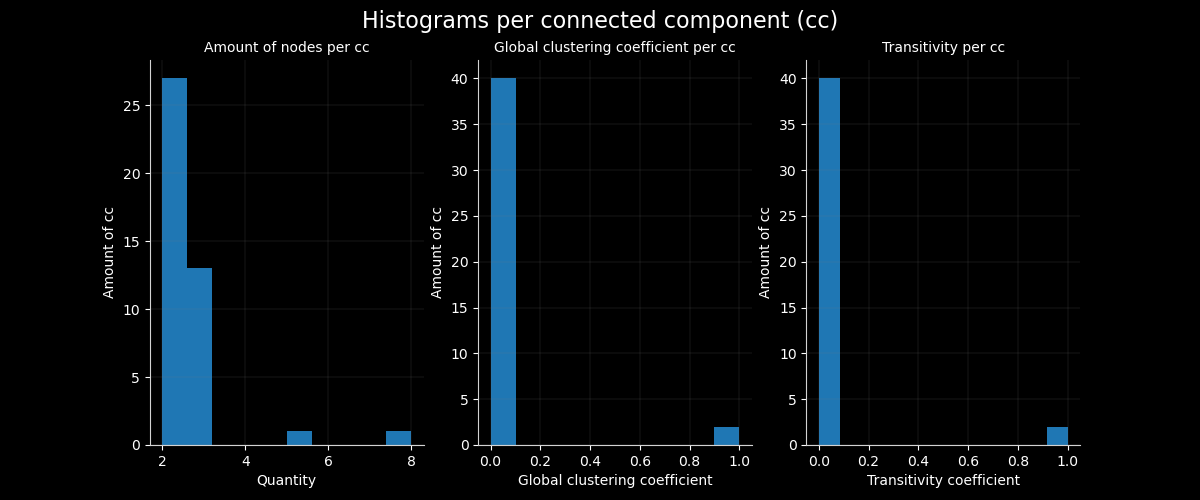 Histograms per connected component (cc)
Amount of nodes per cc
Amount of cc
25
20
15
10
5
0
2 4 6 8
Quantity
Global clustering coefficient per cc
Amount of cc
40
35
30
25
20
15
10
5
0
0.0 0.2 0.4 0.6 0.8 1.0
Global clustering coefficient
Transitivity per cc
Amount of cc
40
35
30
25
20
15
10
5
0
0.0 0.2 0.4 0.6 0.8 1.0
Transitivity coefficient